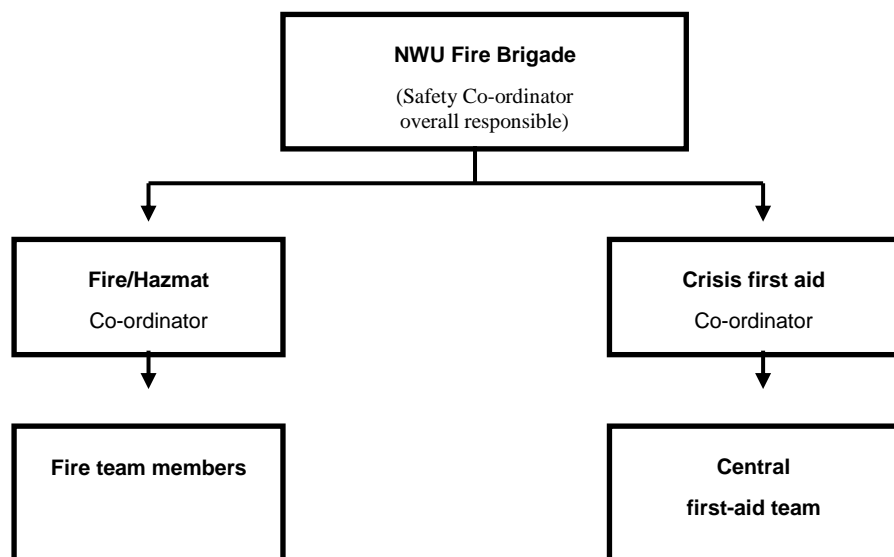 NWU Fire Brigade
(Safety Co-ordinator
overall responsible)
Fire/Hazmat
Co-ordinator
Crisis first aid
Co-ordinator
Fire team members
Central
first-aid team